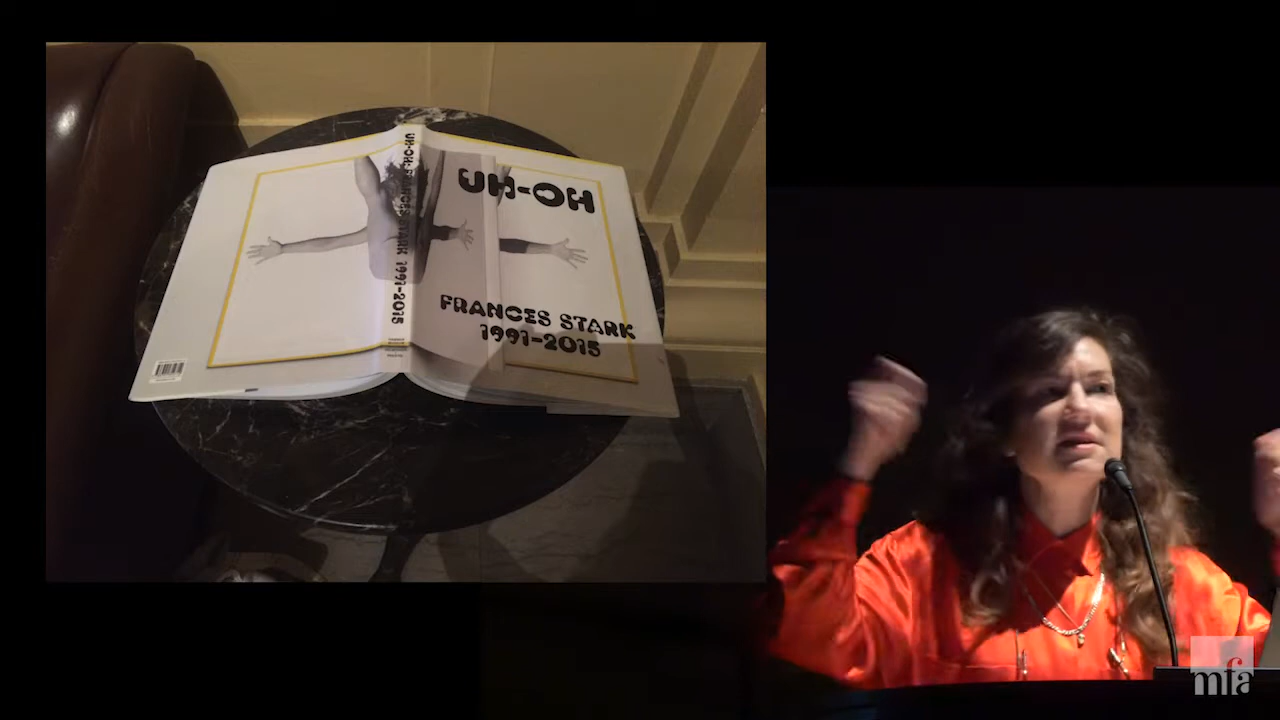 UH-OH
FRANCES STARK
1991–2015
UH-OH: FRANCES STARK 1991–2015
mfa